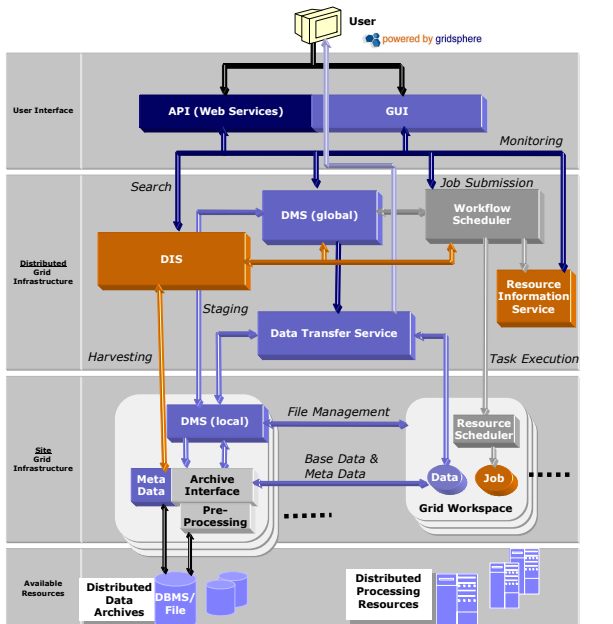 User
powered by gridsphere
User Interface
API (Web Services)
GUI
Monitoring
Search
Job Submission
Distributed
Grid
Infrastructure
DMS (global)
Workflow
Scheduler
DIS
Resource
Information
Service
Staging
Data Transfer Service
Harvesting
Task Execution
Site
Grid
Infrastructure
DMS (local)
File Management
Resource
Scheduler
Base Data &
Meta Data
Meta
Data
Archive
Interface
Data
Job
Pre-
Processing
Grid Workspace
Available
Resources
Distributed
Data
Archives
DBMS/
File
Distributed
Processing
Resources